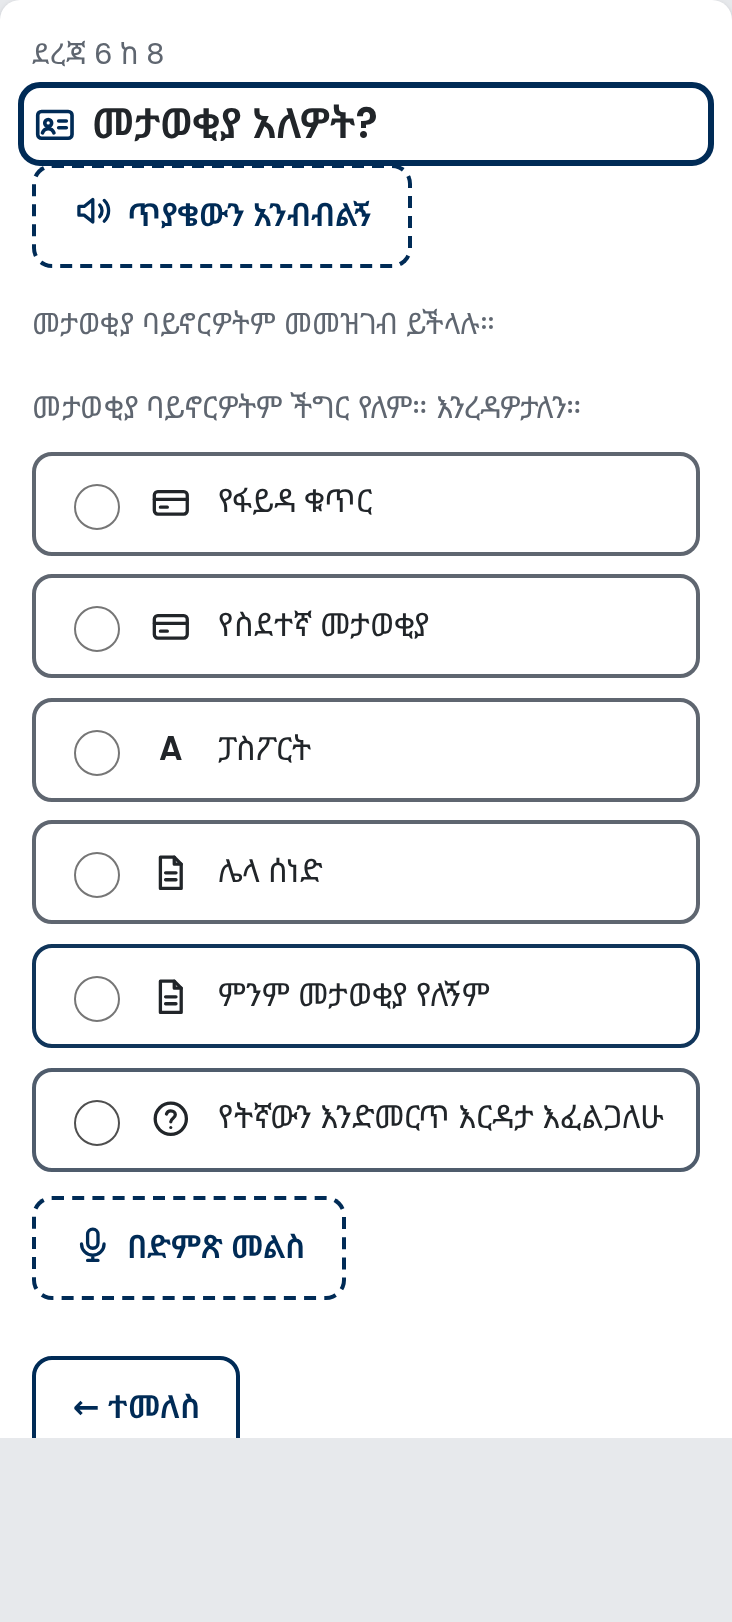 ደረጃ 6 ከ 8
መታወቂያ አለዎት?
ጥያቄውን አንብብልኝ
መታወቂያ ባይኖርዎትም መመዝገብ ይችላሉ።
መታወቂያ ባይኖርዎትም ችግር የለም። እንረዳዎታለን።
የፋይዳ ቁጥር
የስደተኛ መታወቂያ
A ፓስፖርት
ሌላ ሰነድ
ምንም መታወቂያ የለኝም
የትኛውን እንድመርጥ እርዳታ እፈልጋለሁ
በድምጽ መልስ
← ተመለስ